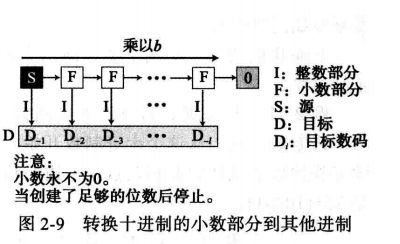 乘以b
S F F ... F 0
I I I ... I
D D₋₁ D₋₂ D₋₃ ... D₋ₗ
I：整数部分
F：小数部分
S：源
D：目标
Dᵢ：目标数码
注意：
小数永不为0。
当创建了足够的位数后停止。
图 2-9 转换十进制的小数部分到其他进制